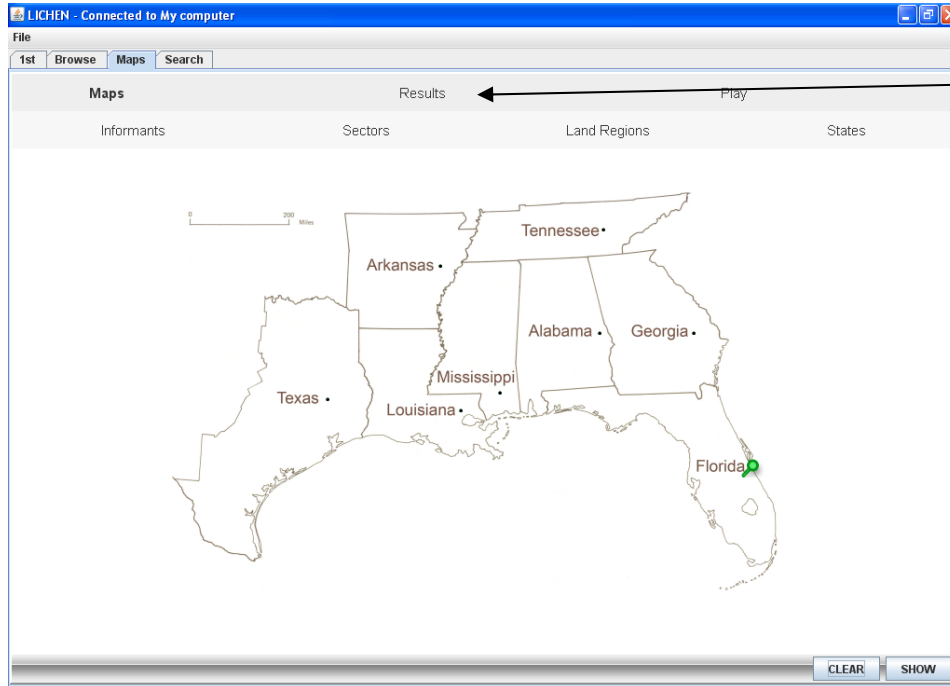 LICHEN - Connected to My computer
File
1st Browse Maps Search
Maps Results Play
Informants Sectors Land Regions States
0 200 Miles
Tennessee
Arkansas
Alabama Georgia
Mississippi
Texas
Louisiana
Florida
CLEAR SHOW